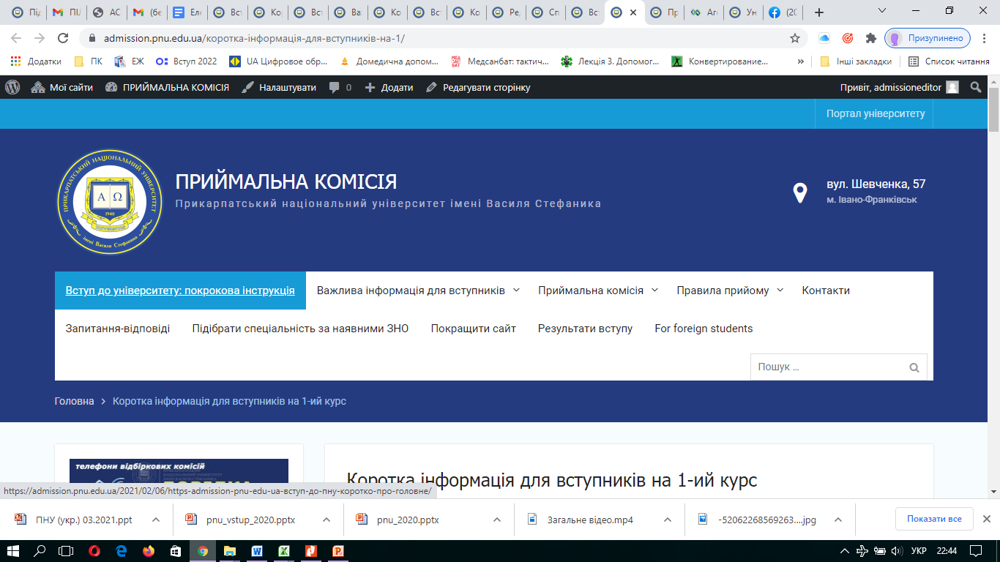 Під
ПІД
АС
(бе
Еле
Вст
Ко
Вст
Ва
Ко
Вст
Ко
Ре
Сп
Вст
Пр
Аг
Ун
(20
admission.pnu.edu.ua/коротка-інформація-для-вступників-на-1/
Призупинено
Додатки
ПК
ЕЖ
Вступ 2022
UA Цифровое обр...
Домедична допом...
Медсанбат: тактич...
Лекція 3. Допомог...
Конвертирование...
»
Інші закладки
Список читання
Мої сайти
ПРИЙМАЛЬНА КОМІСІЯ
Налаштувати
0
Додати
Редагувати сторінку
Привіт, admissioneditor
Портал університету
ПРИКАРПАТСЬКИЙ НАЦІОНАЛЬНИЙ УНІВЕРСИТЕТ
Α Ω
1940
імені Василя Стефаника
ПРИЙМАЛЬНА КОМІСІЯ
Прикарпатський національний університет імені Василя Стефаника
вул. Шевченка, 57
м. Івано-Франківськ
Вступ до університету: покрокова інструкція
Важлива інформація для вступників
Приймальна комісія
Правила прийому
Контакти
Запитання-відповіді
Підібрати спеціальність за наявними ЗНО
Покращити сайт
Результати вступу
For foreign students
Пошук ...
Головна
Коротка інформація для вступників на 1-ий курс
телефони відбіркових комісій
Коротка інформація для вступників на 1-ий курс
https://admission.pnu.edu.ua/2021/02/06/https-admission-pnu-edu-ua-вступ-до-пну-коротко-про-головне/
ПНУ (укр.) 03.2021.ppt
pnu_vstup_2020.pptx
pnu_2020.pptx
Загальне відео.mp4
-52062268569263....jpg
Показати все
УКР
22:44